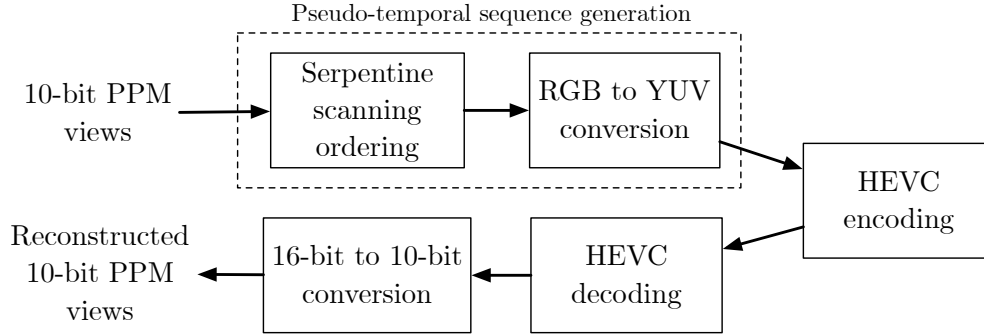 Pseudo-temporal sequence generation
10-bit PPM
views
Serpentine
scanning
ordering
RGB to YUV
conversion
HEVC
encoding
HEVC
decoding
16-bit to 10-bit
conversion
Reconstructed
10-bit PPM
views